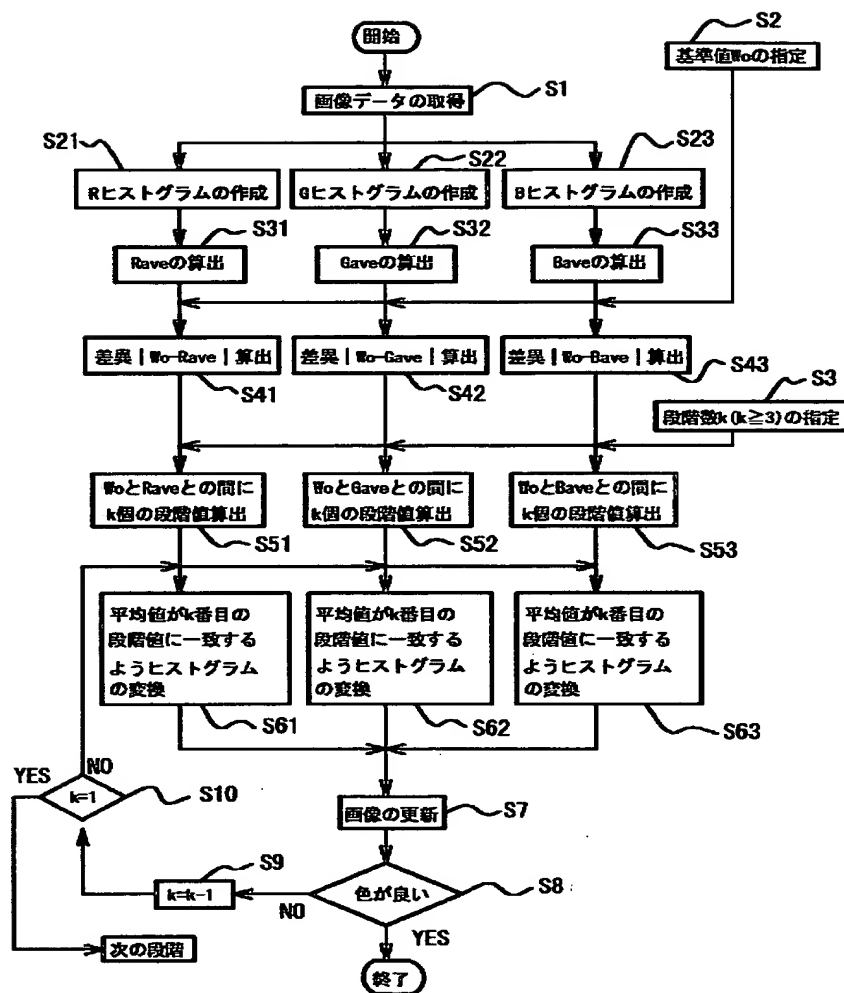 開始
S2
基準値Woの指定
S1
画像データの取得
S21
S22
S23
Rヒストグラムの作成
Gヒストグラムの作成
Bヒストグラムの作成
S31
S32
S33
Raveの算出
Gaveの算出
Baveの算出
差異|Wo-Rave|算出
差異|Wo-Gave|算出
差異|Wo-Bave|算出
S41
S42
S43
S3
段階数k(k≧3)の指定
WoとRaveとの間に
k個の段階値算出
WoとGaveとの間に
k個の段階値算出
WoとBaveとの間に
k個の段階値算出
S51
S52
S53
平均値がk番目の
段階値に一致する
ようヒストグラム
の変換
平均値がk番目の
段階値に一致する
ようヒストグラム
の変換
平均値がk番目の
段階値に一致する
ようヒストグラム
の変換
S61
S62
S63
YES
NO
k=1
S10
画像の更新
S7
S9
k=k-1
NO
色が良い
S8
YES
次の段階
終了